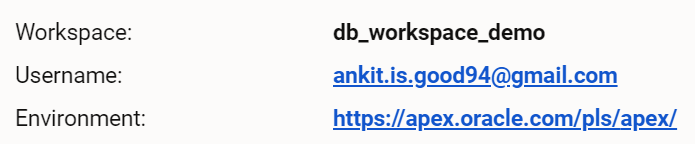 Workspace: db_workspace_demo
Username: ankit.is.good94@gmail.com
Environment: https://apex.oracle.com/pls/apex/